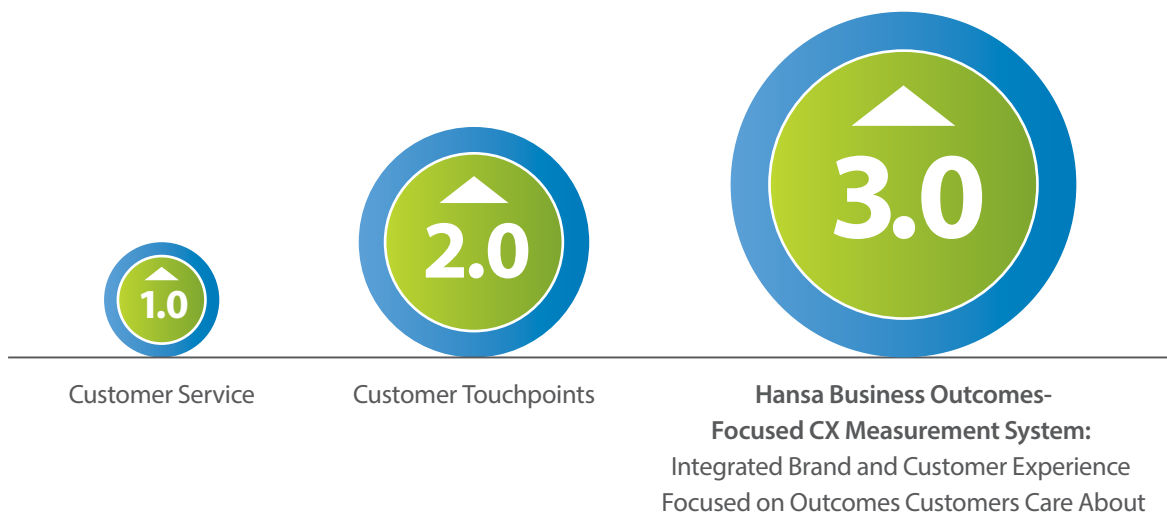 1.0
2.0
3.0
Customer Service
Customer Touchpoints
Hansa Business Outcomes-
Focused CX Measurement System:
Integrated Brand and Customer Experience
Focused on Outcomes Customers Care About